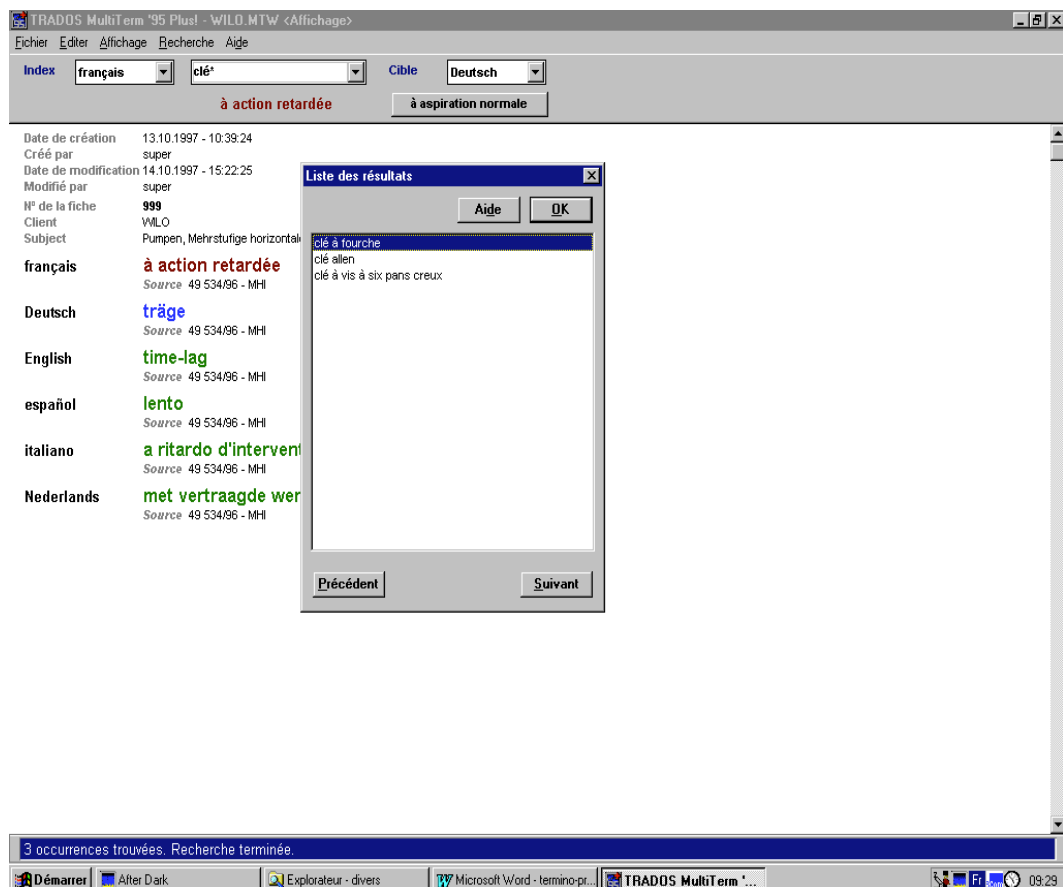 TRADOS MultiTerm '95 Plus! - WILO.MTW <Affichage>
Fichier Editer Affichage Recherche Aide
Index français clé* Cible Deutsch
à action retardée à aspiration normale
Date de création 13.10.1997 - 10:39:24
Créé par super
Date de modification 14.10.1997 - 15:22:25
Modifié par super
N° de la fiche 999
Client WILO
Subject Pumpen, Mehrstufige horizontal
français à action retardée
Source 49 534/96 - MHI
Deutsch träge
Source 49 534/96 - MHI
English time-lag
Source 49 534/96 - MHI
español lento
Source 49 534/96 - MHI
italiano a ritardo d'intervent
Source 49 534/96 - MHI
Nederlands met vertraagde wer
Source 49 534/96 - MHI
Liste des résultats
Aide OK
clé à fourche
clé allen
clé à vis à six pans creux
Précédent Suivant
3 occurrences trouvées. Recherche terminée.
Démarrer After Dark Explorateur - divers Microsoft Word - termino-pr... TRADOS MultiTerm '... Fr 09:29